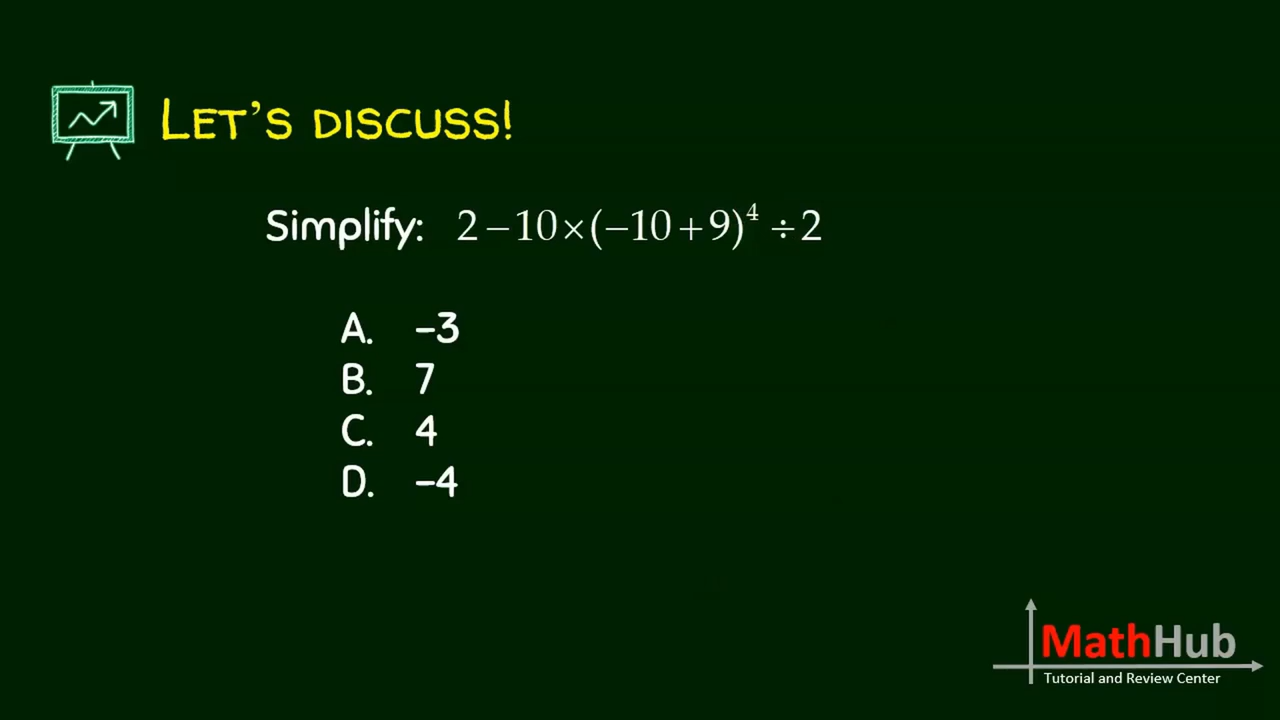 LET'S DISCUSS!
Simplify: 2 − 10 × (−10 + 9)⁴ ÷ 2
A. −3
B. 7
C. 4
D. −4
MathHub
Tutorial and Review Center